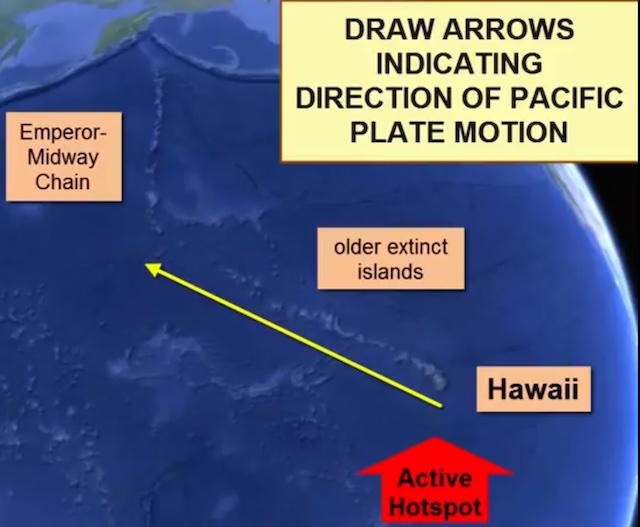 DRAW ARROWS
INDICATING
DIRECTION OF PACIFIC
PLATE MOTION
Emperor-
Midway
Chain
older extinct
islands
Hawaii
Active
Hotspot